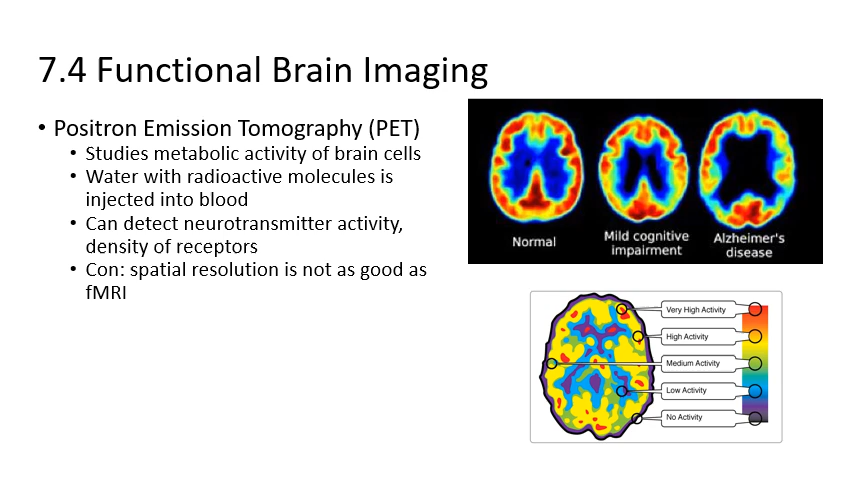 7.4 Functional Brain Imaging
• Positron Emission Tomography (PET)
• Studies metabolic activity of brain cells
• Water with radioactive molecules is
injected into blood
• Can detect neurotransmitter activity,
density of receptors
• Con: spatial resolution is not as good as
fMRI
Normal
Mild cognitive
impairment
Alzheimer's
disease
Very High Activity
High Activity
Medium Activity
Low Activity
No Activity